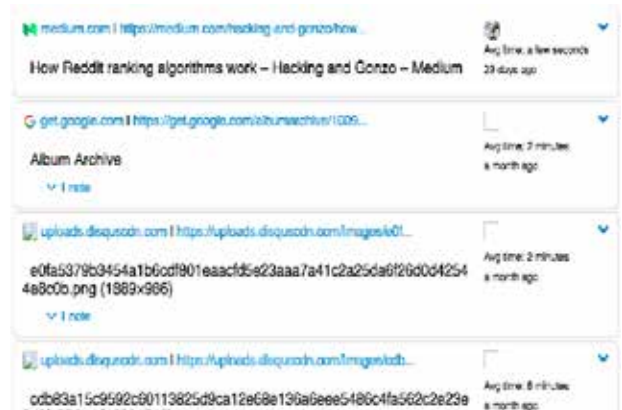 medium.com | https://medium.com/hacking-and-gonzo/how...
Avg time: a few seconds
How Reddit ranking algorithms work – Hacking and Gonzo – Medium
29 days ago
get.google.com | https://get.google.com/albumarchive/1009...
Avg time: 2 minutes
Album Archive
a month ago
1 note
uploads.disquscdn.com | https://uploads.disquscdn.com/images/e0f...
Avg time: 2 minutes
a month ago
4a8c0b.png (1889x986)
1 note
uploads.disquscdn.com | https://uploads.disquscdn.com/images/cdb...
Avg time: 6 minutes
a month ago